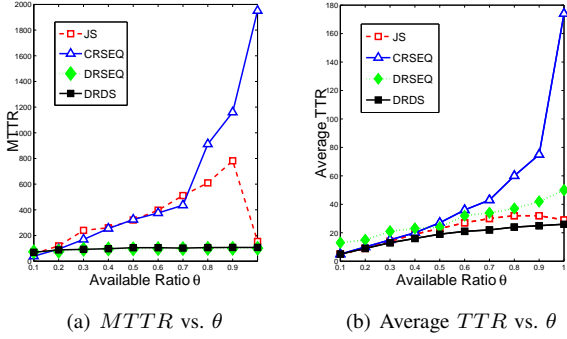 MTTR
2000
1800
1600
1400
1200
1000
800
600
400
200
0
JS
CRSEQ
DRSEQ
DRDS
0.1 0.2 0.3 0.4 0.5 0.6 0.7 0.8 0.9
Available Ratio θ
(a) MTTR vs. θ
Average TTR
180
160
140
120
100
80
60
40
20
0
JS
CRSEQ
DRSEQ
DRDS
0.1 0.2 0.3 0.4 0.5 0.6 0.7 0.8 0.9 1
Available Ratio θ
(b) Average TTR vs. θ